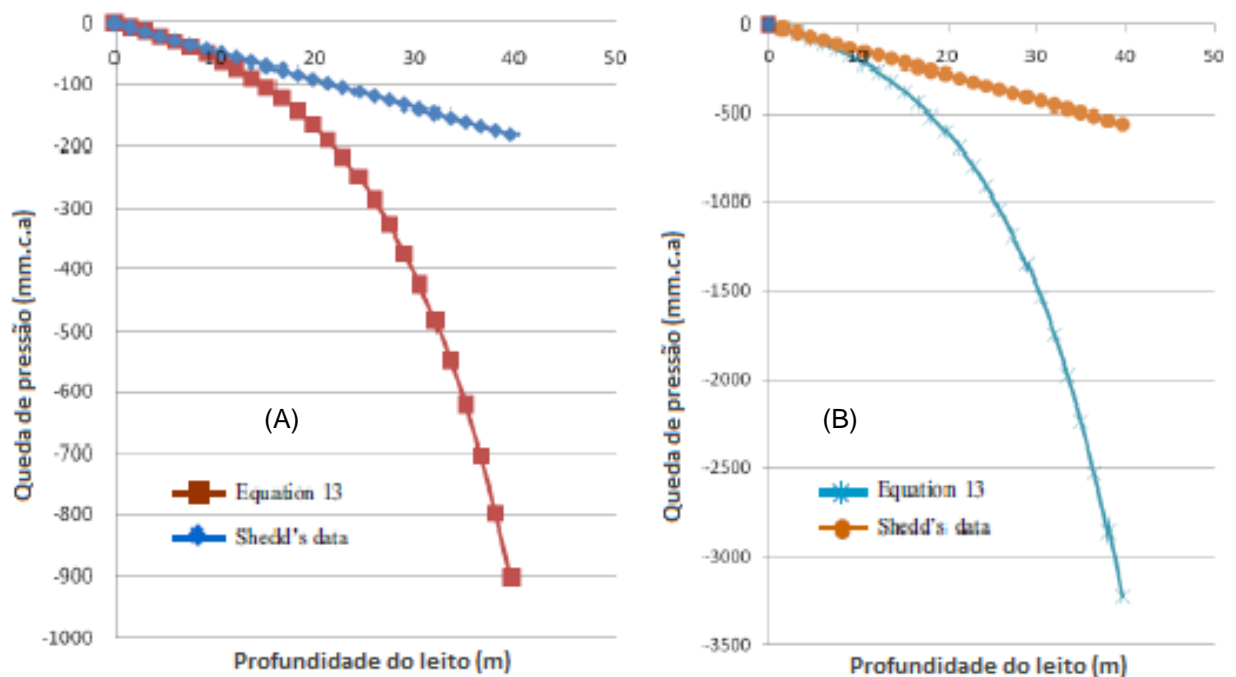 0
-100
-200
-300
-400
-500
-600
-700
-800
-900
-1000
0 10 20 30 40 50
Queda de pressão (mm.c.a)
(A)
Equation 13
Shedd's data
Profundidade do leito (m)
0
-500
-1000
-1500
-2000
-2500
-3000
-3500
0 10 20 30 40 50
Queda de pressão (mm.c.a)
(B)
Equation 13
Shedd's data
Profundidade do leito (m)